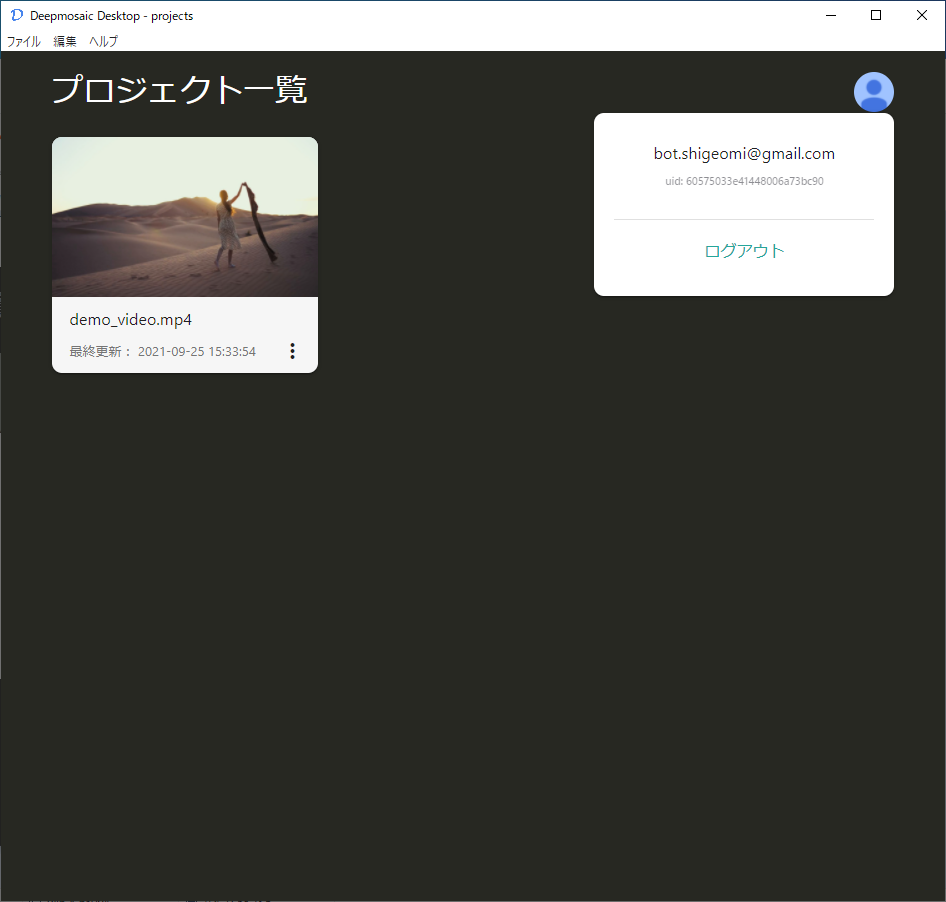 Deepmosaic Desktop - projects
ファイル 編集 ヘルプ
プロジェクト一覧
bot.shigeomi@gmail.com
uid: 60575033e41448006a73bc90
ログアウト
demo_video.mp4
最終更新： 2021-09-25 15:33:54